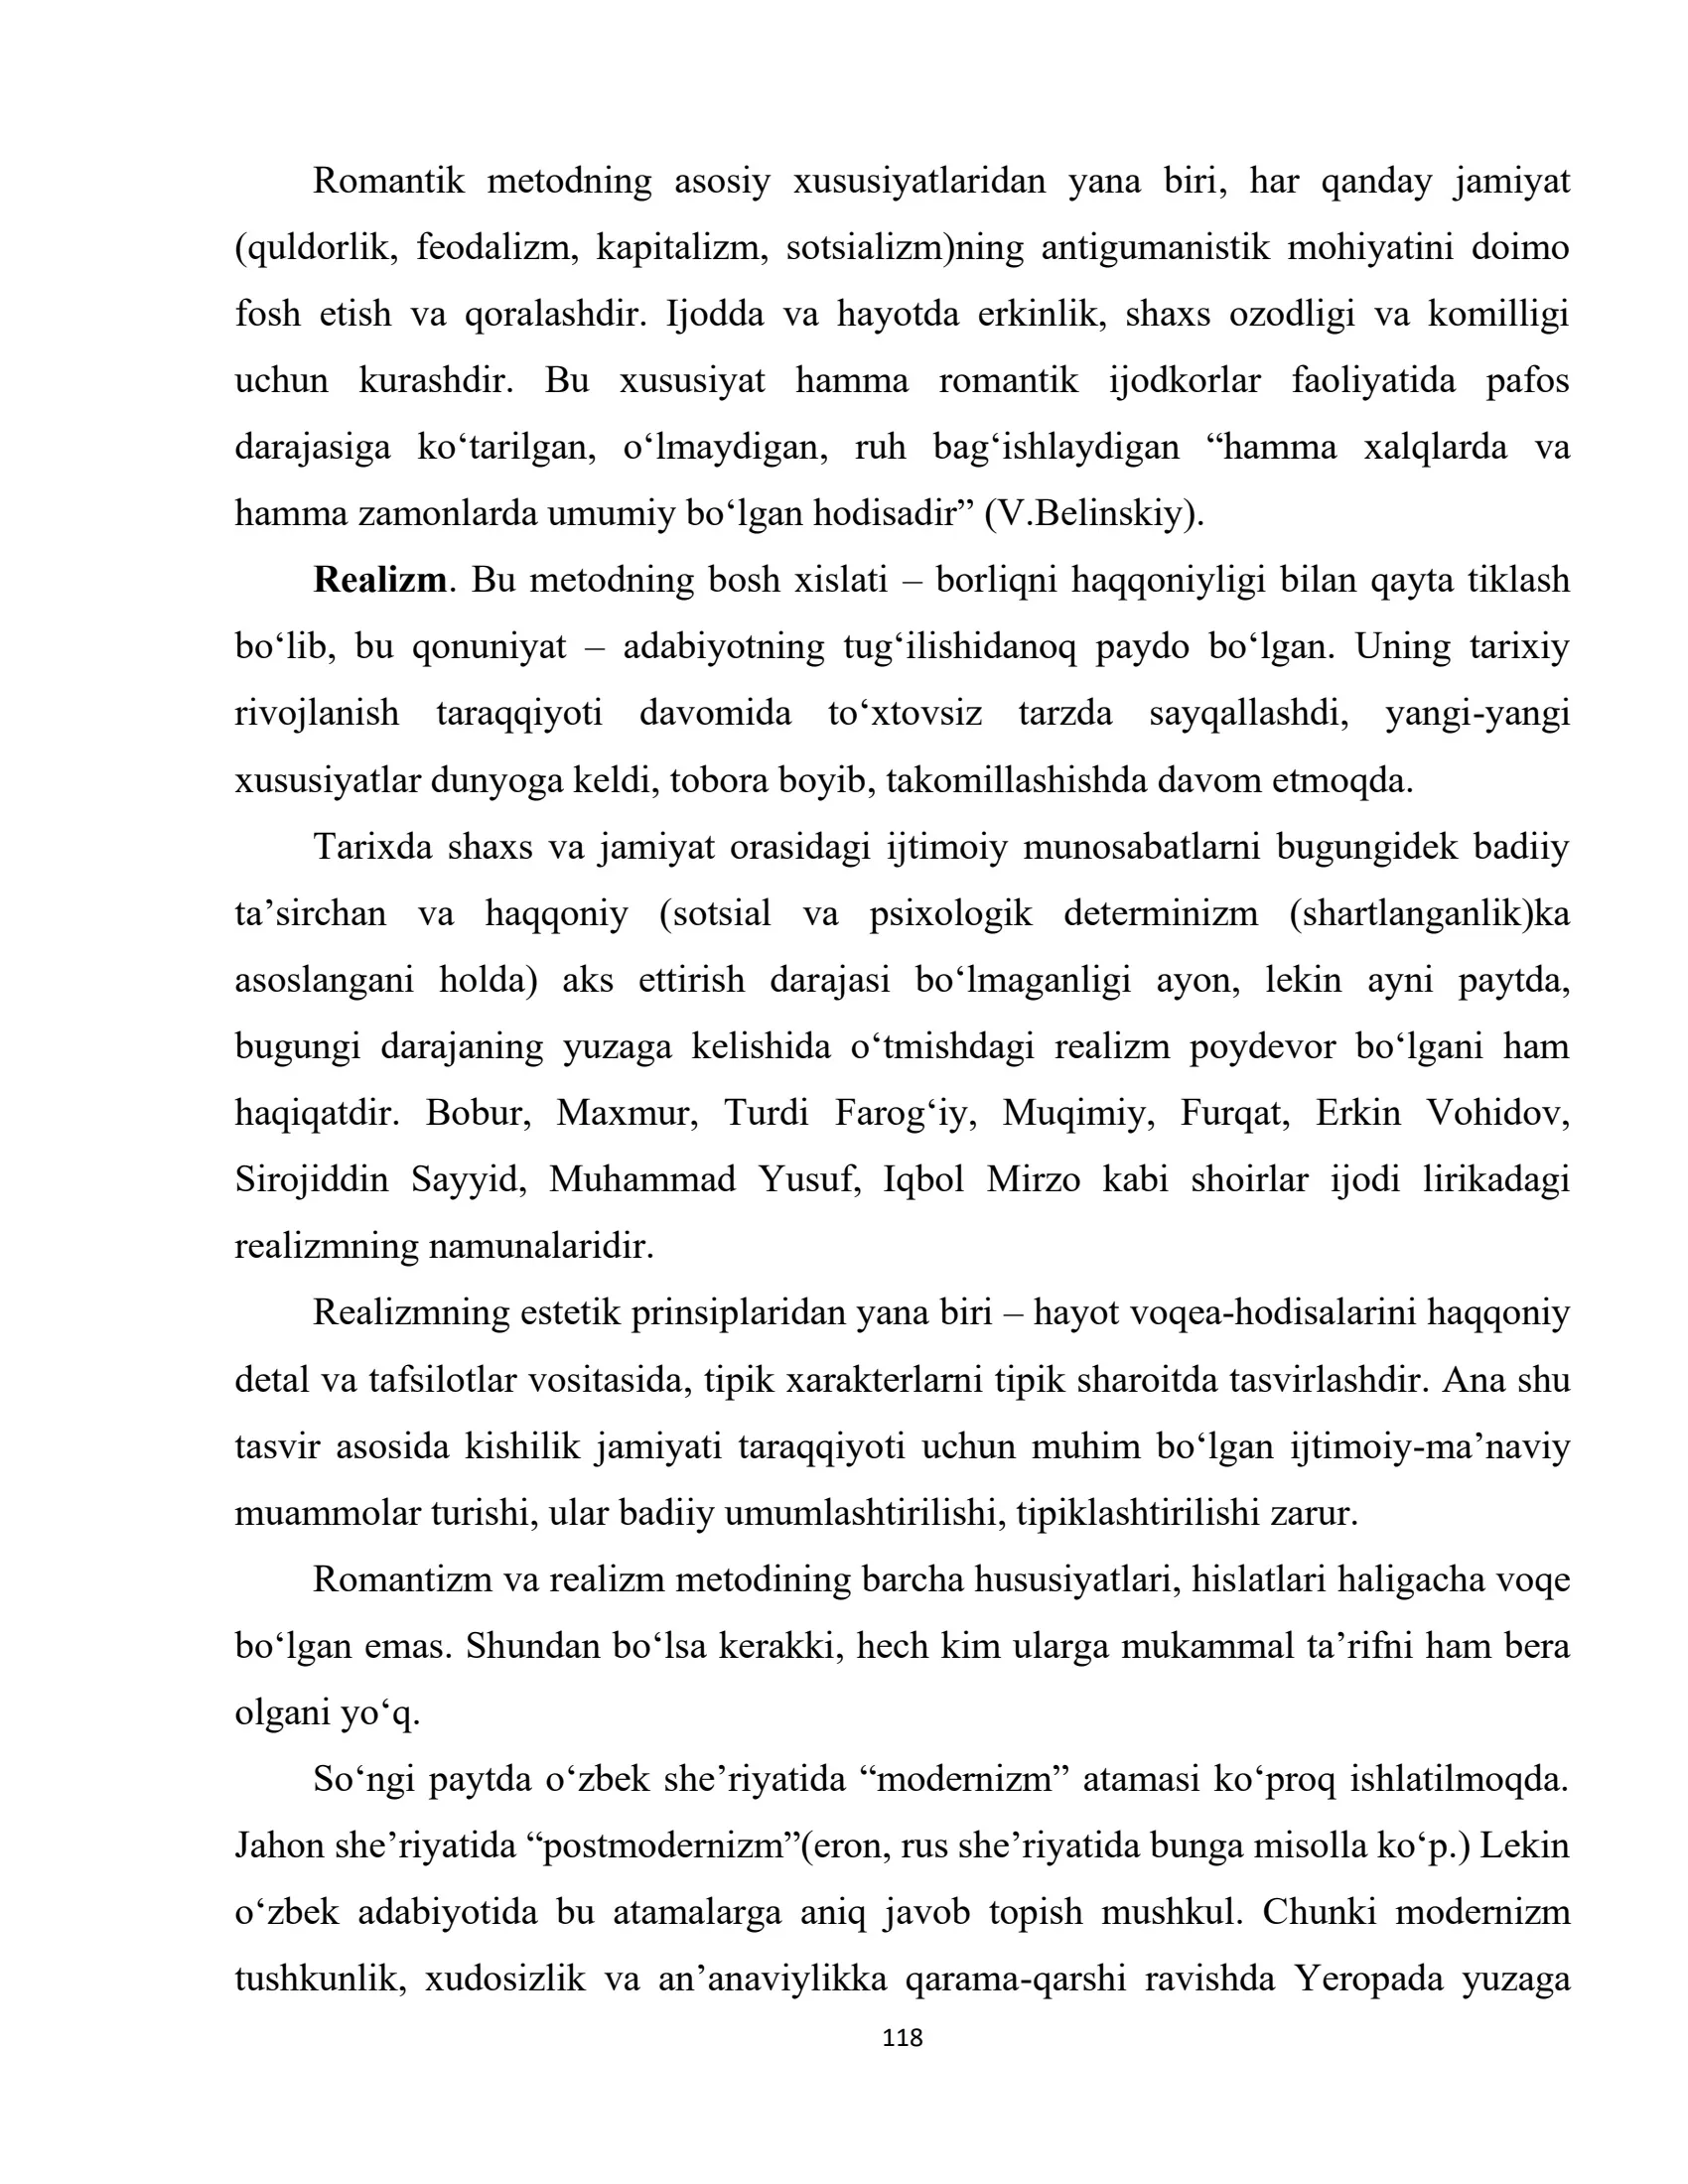 Romantik metodning asosiy xususiyatlaridan yana biri, har qanday jamiyat
(quldorlik, feodalizm, kapitalizm, sotsializm)ning antigumanistik mohiyatini doimo
fosh etish va qoralashdir. Ijodda va hayotda erkinlik, shaxs ozodligi va komilligi
uchun kurashdir. Bu xususiyat hamma romantik ijodkorlar faoliyatida pafos
darajasiga ko‘tarilgan, o‘lmaydigan, ruh bag‘ishlaydigan “hamma xalqlarda va
hamma zamonlarda umumiy bo‘lgan hodisadir” (V.Belinskiy).
Realizm. Bu metodning bosh xislati – borliqni haqqoniyligi bilan qayta tiklash
bo‘lib, bu qonuniyat – adabiyotning tug‘ilishidanoq paydo bo‘lgan. Uning tarixiy
rivojlanish taraqqiyoti davomida to‘xtovsiz tarzda sayqallashdi, yangi-yangi
xususiyatlar dunyoga keldi, tobora boyib, takomillashishda davom etmoqda.
Tarixda shaxs va jamiyat orasidagi ijtimoiy munosabatlarni bugungidek badiiy
ta’sirchan va haqqoniy (sotsial va psixologik determinizm (shartlanganlik)ka
asoslangani holda) aks ettirish darajasi bo‘lmaganligi ayon, lekin ayni paytda,
bugungi darajaning yuzaga kelishida o‘tmishdagi realizm poydevor bo‘lgani ham
haqiqatdir. Bobur, Maxmur, Turdi Farog‘iy, Muqimiy, Furqat, Erkin Vohidov,
Sirojiddin Sayyid, Muhammad Yusuf, Iqbol Mirzo kabi shoirlar ijodi lirikadagi
realizmning namunalaridir.
Realizmning estetik prinsiplaridan yana biri – hayot voqea-hodisalarini haqqoniy
detal va tafsilotlar vositasida, tipik xarakterlarni tipik sharoitda tasvirlashdir. Ana shu
tasvir asosida kishilik jamiyati taraqqiyoti uchun muhim bo‘lgan ijtimoiy-ma’naviy
muammolar turishi, ular badiiy umumlashtirilishi, tipiklashtirilishi zarur.
Romantizm va realizm metodining barcha hususiyatlari, hislatlari haligacha voqe
bo‘lgan emas. Shundan bo‘lsa kerakki, hech kim ularga mukammal ta’rifni ham bera
olgani yo‘q.
So‘ngi paytda o‘zbek she’riyatida “modernizm” atamasi ko‘proq ishlatilmoqda.
Jahon she’riyatida “postmodernizm”(eron, rus she’riyatida bunga misolla ko‘p.) Lekin
o‘zbek adabiyotida bu atamalarga aniq javob topish mushkul. Chunki modernizm
tushkunlik, xudosizlik va an’anaviylikka qarama-qarshi ravishda Yeropada yuzaga
118